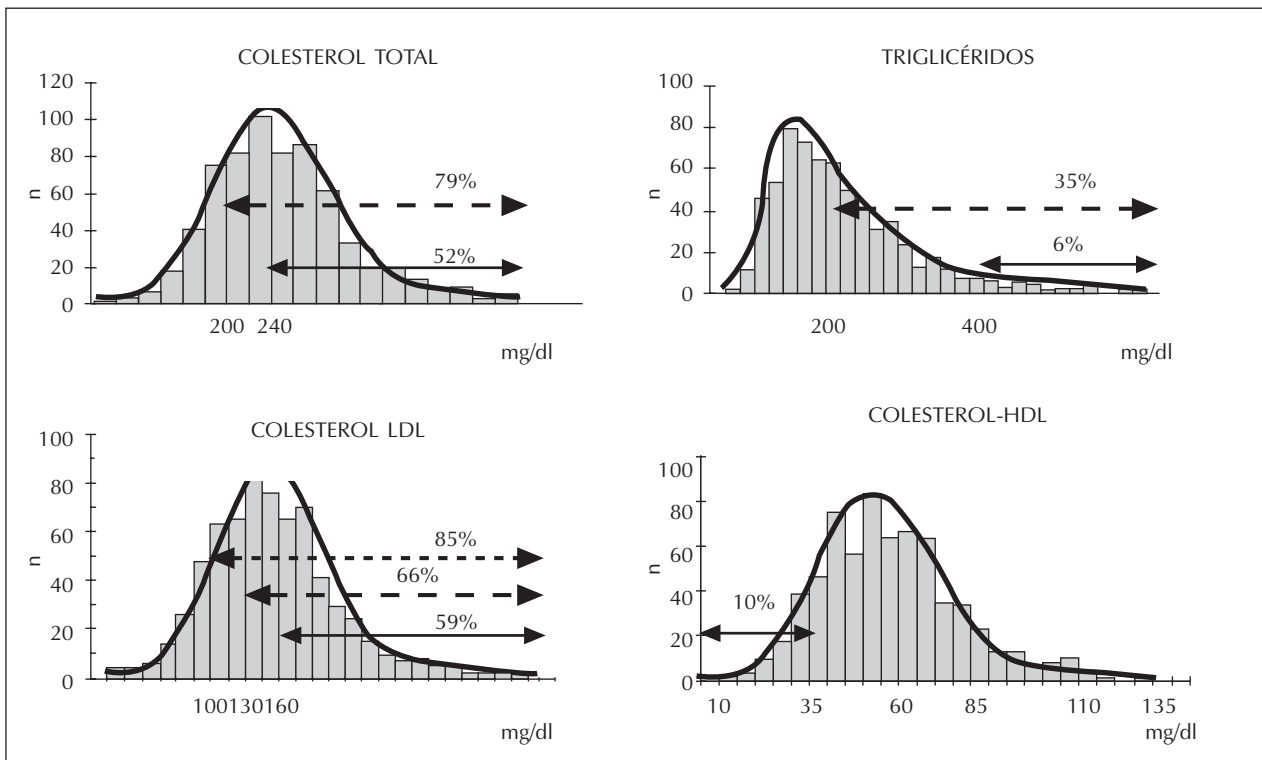 COLESTEROL TOTAL
120
100
80
60
40
20
0
n
79%
52%
200 240
mg/dl
TRIGLICÉRIDOS
100
80
60
40
20
0
n
35%
6%
200 400
mg/dl
COLESTEROL LDL
100
80
60
40
20
0
n
85%
66%
59%
100130160
mg/dl
COLESTEROL-HDL
100
80
60
40
20
0
n
10%
10 35 60 85 110 135
mg/dl